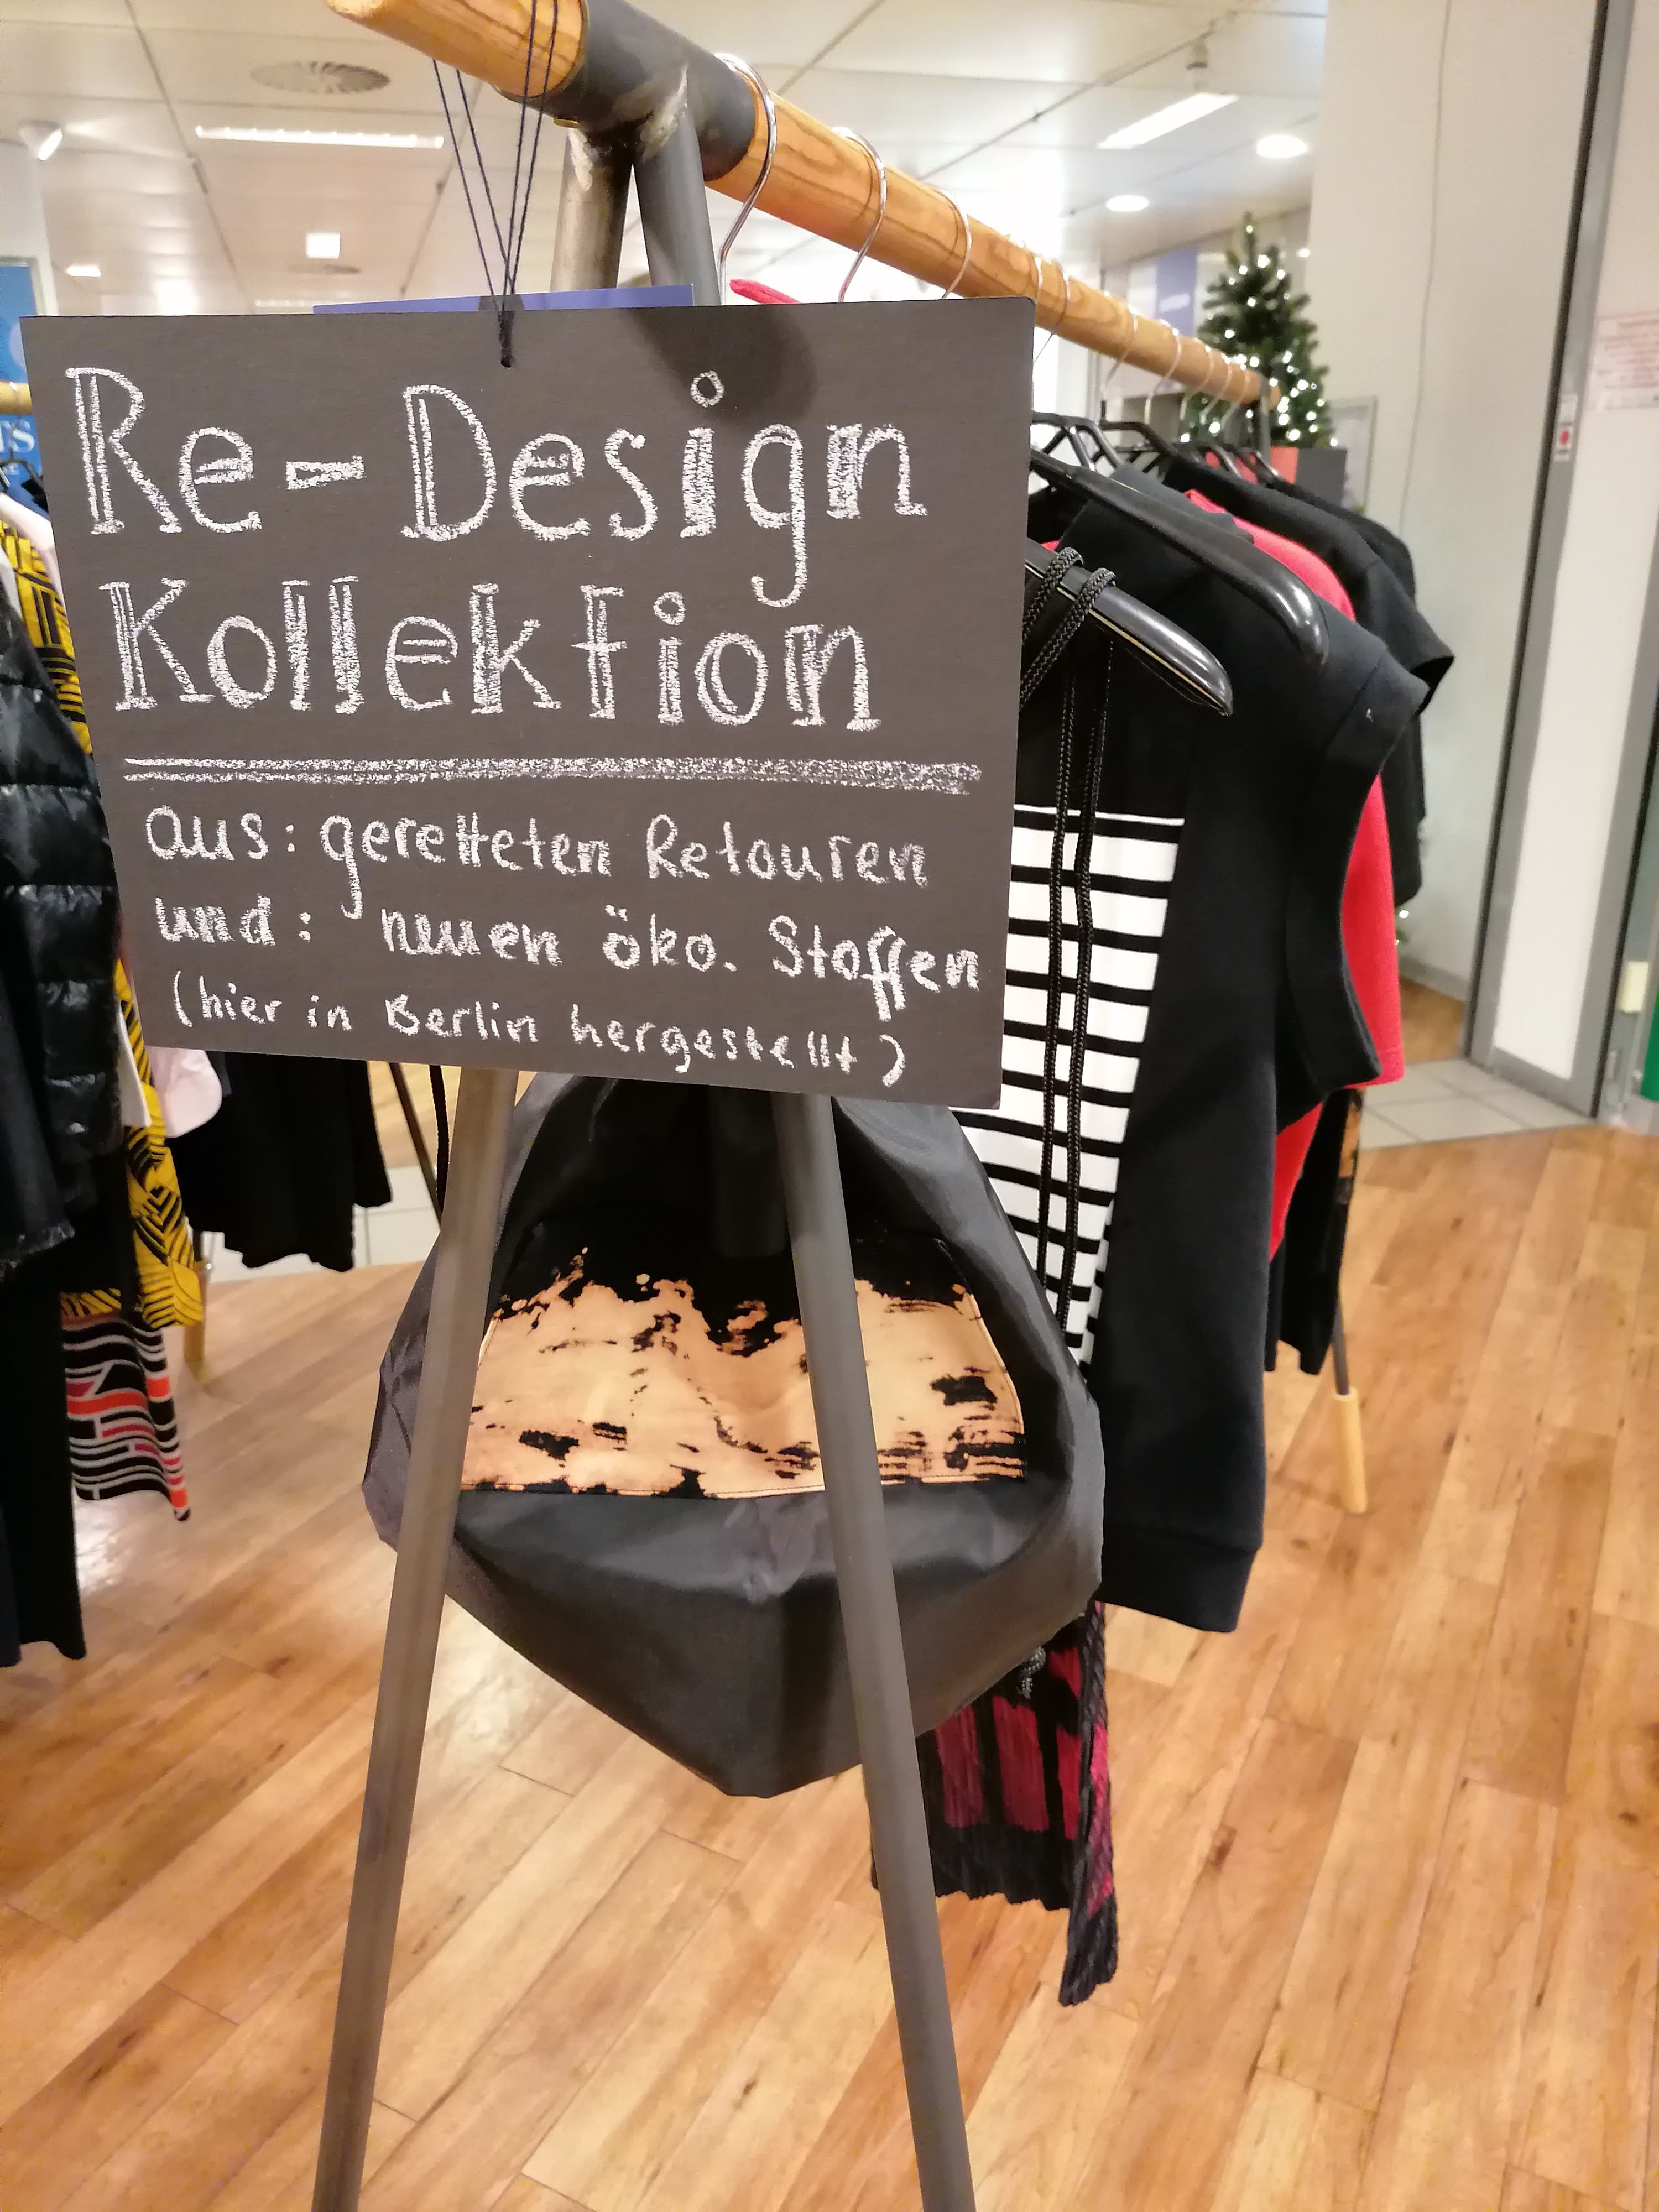 Re-Design
Kollektion
aus: geretteten Retouren
und: neuen öko. Stoffen
(hier in Berlin hergestellt)